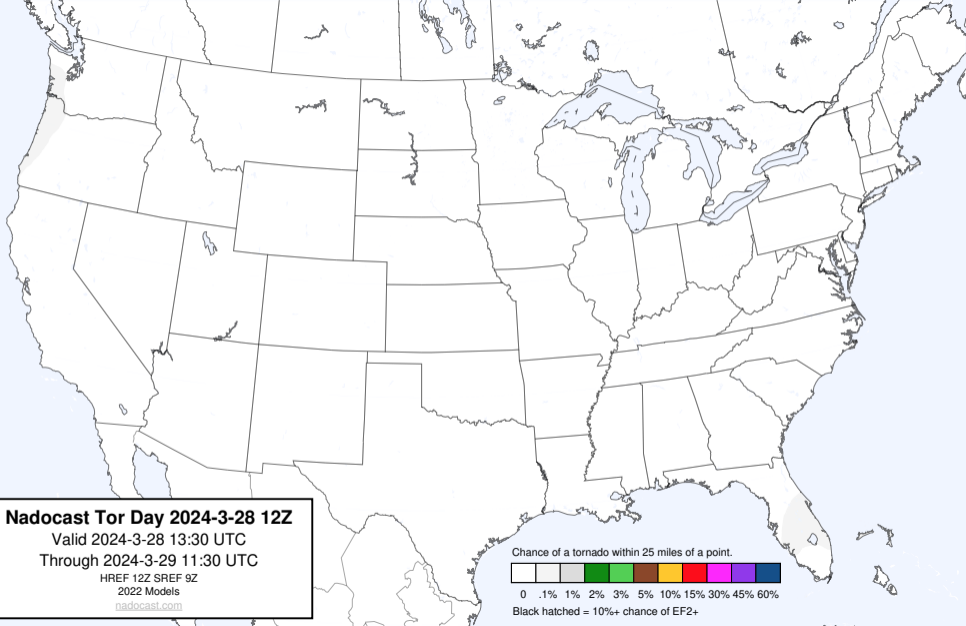 Nadocast Tor Day 2024-3-28 12Z
Valid 2024-3-28 13:30 UTC
Through 2024-3-29 11:30 UTC
HREF 12Z SREF 9Z
2022 Models
nadocast.com
Chance of a tornado within 25 miles of a point.
0 .1% 1% 2% 3% 5% 10% 15% 30% 45% 60%
Black hatched = 10%+ chance of EF2+